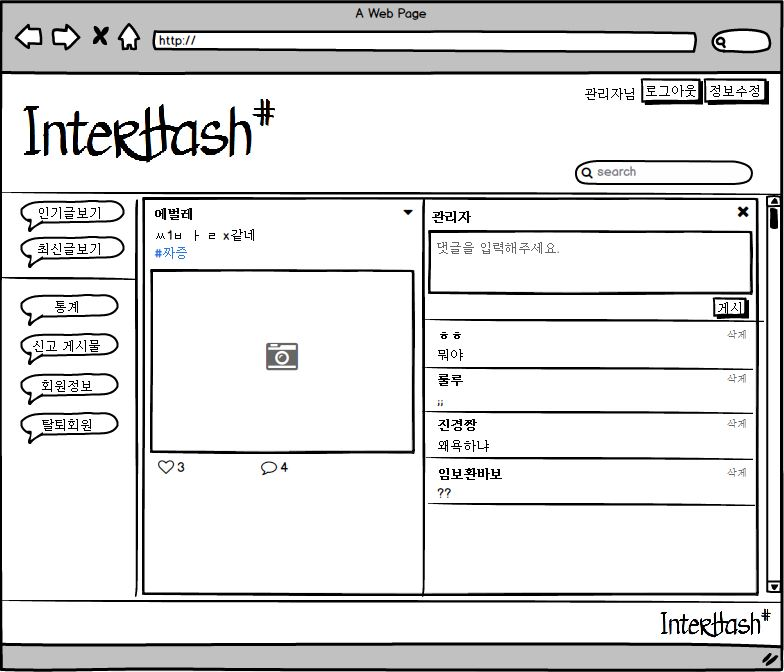 A Web Page
http://
관리자님 로그아웃 정보수정
InterHash#
search
인기글보기
최신글보기
통계
신고 게시물
회원정보
탈퇴회원
에벌레
ㅆ1ㅂ ㅏ ㄹ x같네
#짜증
3 4
관리자
댓글을 입력해주세요.
게시
ㅎㅎ 삭제
뭐야
룰루 삭제
;;
진경짱 삭제
왜욕하냐
임보환바보 삭제
??
InterHash#